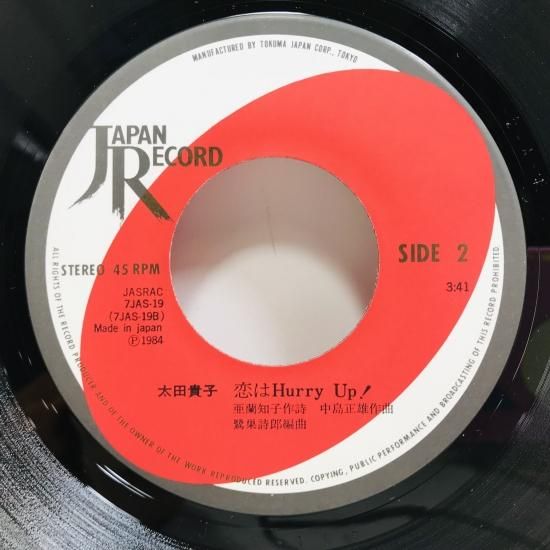 MANUFACTURED BY TOKUMA JAPAN CORP., TOKYO
JAPAN
RECORD
STEREO 45 RPM
SIDE 2
JASRAC
7JAS-19
(7JAS-19B)
Made in japan
Ⓟ1984
3:41
太田貴子 恋はHurry Up!
亜蘭知子作詩 中島正雄作曲
鷺巣詩郎編曲
ALL RIGHTS OF THE RECORD PRODUCER AND OF THE OWNER OF THE WORK REPRODUCED RESERVED. COPYING, PUBLIC PERFORMANCE AND BROADCASTING OF THIS RECORD PROHIBITED.